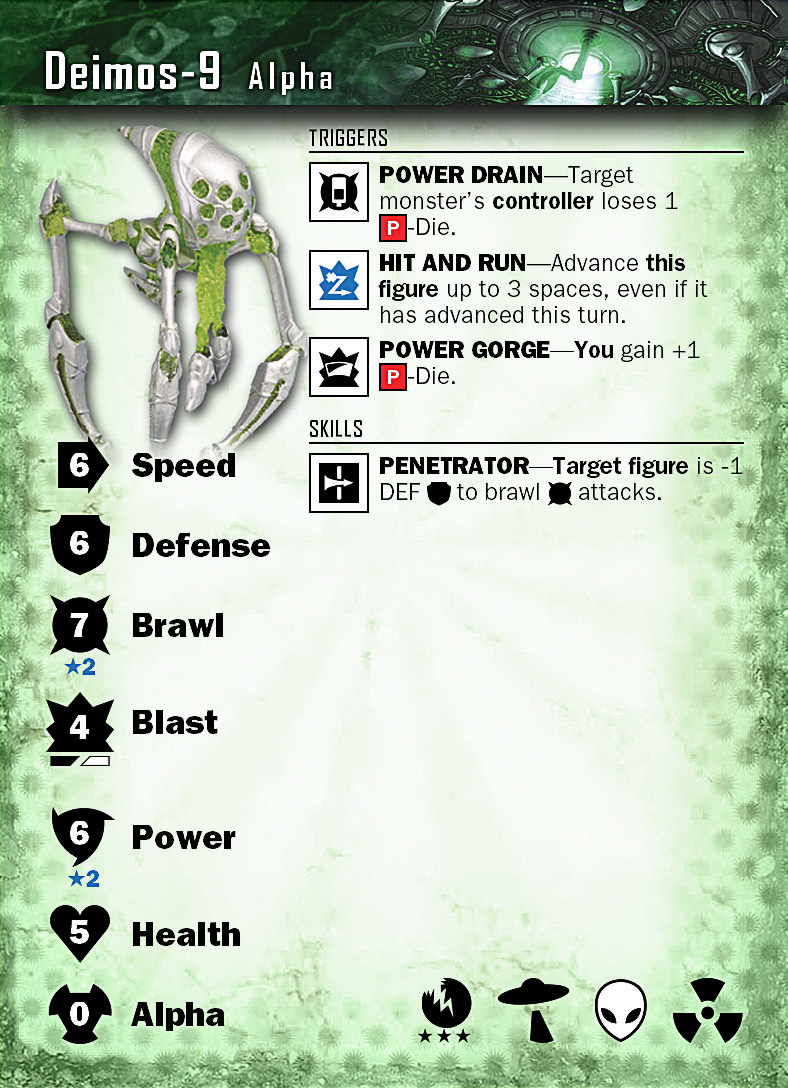 Deimos-9 Alpha
TRIGGERS
POWER DRAIN—Target
monster's controller loses 1
P-Die.
HIT AND RUN—Advance this
figure up to 3 spaces, even if it
has advanced this turn.
POWER GORGE—You gain +1
P-Die.
SKILLS
PENETRATOR—Target figure is -1
DEF to brawl attacks.
6 Speed
6 Defense
7 Brawl
★2
4 Blast
6 Power
★2
5 Health
0 Alpha
★★★